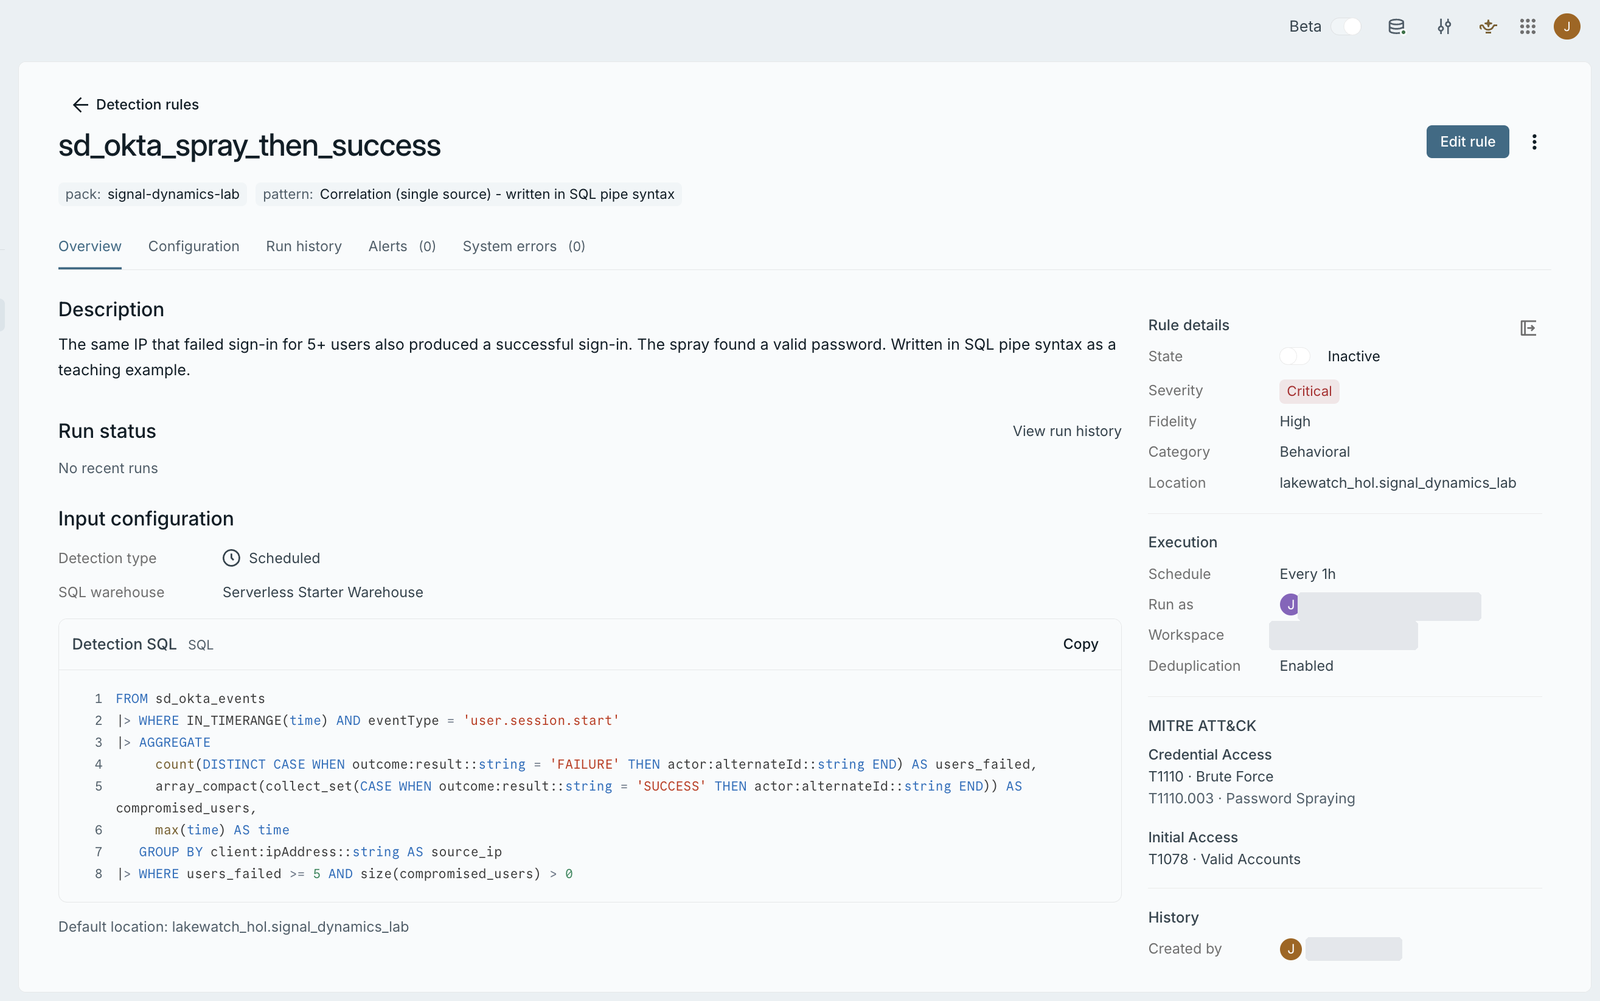 Beta
J
Detection rules
sd_okta_spray_then_success
Edit rule
pack: signal-dynamics-lab
pattern: Correlation (single source) - written in SQL pipe syntax
Overview
Configuration
Run history
Alerts (0)
System errors (0)
Description
The same IP that failed sign-in for 5+ users also produced a successful sign-in. The spray found a valid password. Written in SQL pipe syntax as a
teaching example.
Run status
View run history
No recent runs
Input configuration
Detection type
Scheduled
SQL warehouse
Serverless Starter Warehouse
Detection SQL SQL
Copy
1 FROM sd_okta_events
2 |> WHERE IN_TIMERANGE(time) AND eventType = 'user.session.start'
3 |> AGGREGATE
4 count(DISTINCT CASE WHEN outcome:result::string = 'FAILURE' THEN actor:alternateId::string END) AS users_failed,
5 array_compact(collect_set(CASE WHEN outcome:result::string = 'SUCCESS' THEN actor:alternateId::string END)) AS
compromised_users,
6 max(time) AS time
7 GROUP BY client:ipAddress::string AS source_ip
8 |> WHERE users_failed >= 5 AND size(compromised_users) > 0
Default location: lakewatch_hol.signal_dynamics_lab
Rule details
State
Inactive
Severity
Critical
Fidelity
High
Category
Behavioral
Location
lakewatch_hol.signal_dynamics_lab
Execution
Schedule
Every 1h
Run as
J
Workspace
Deduplication
Enabled
MITRE ATT&CK
Credential Access
T1110 · Brute Force
T1110.003 · Password Spraying
Initial Access
T1078 · Valid Accounts
History
Created by
J